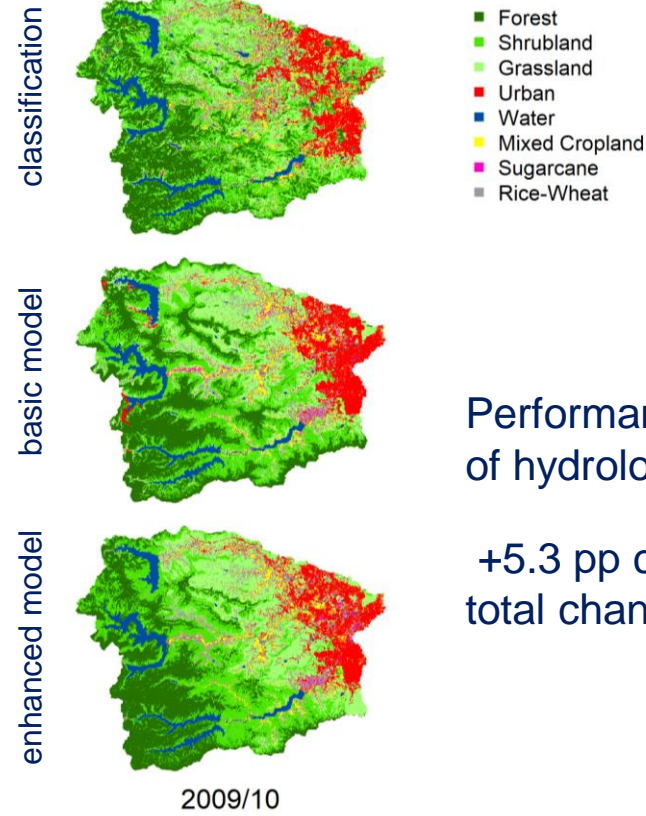 classification
Forest
Shrubland
Grassland
Urban
Water
Mixed Cropland
Sugarcane
Rice-Wheat
basic model
of hydrolo
+5.3 pp
total chan
enhanced model
2009/10